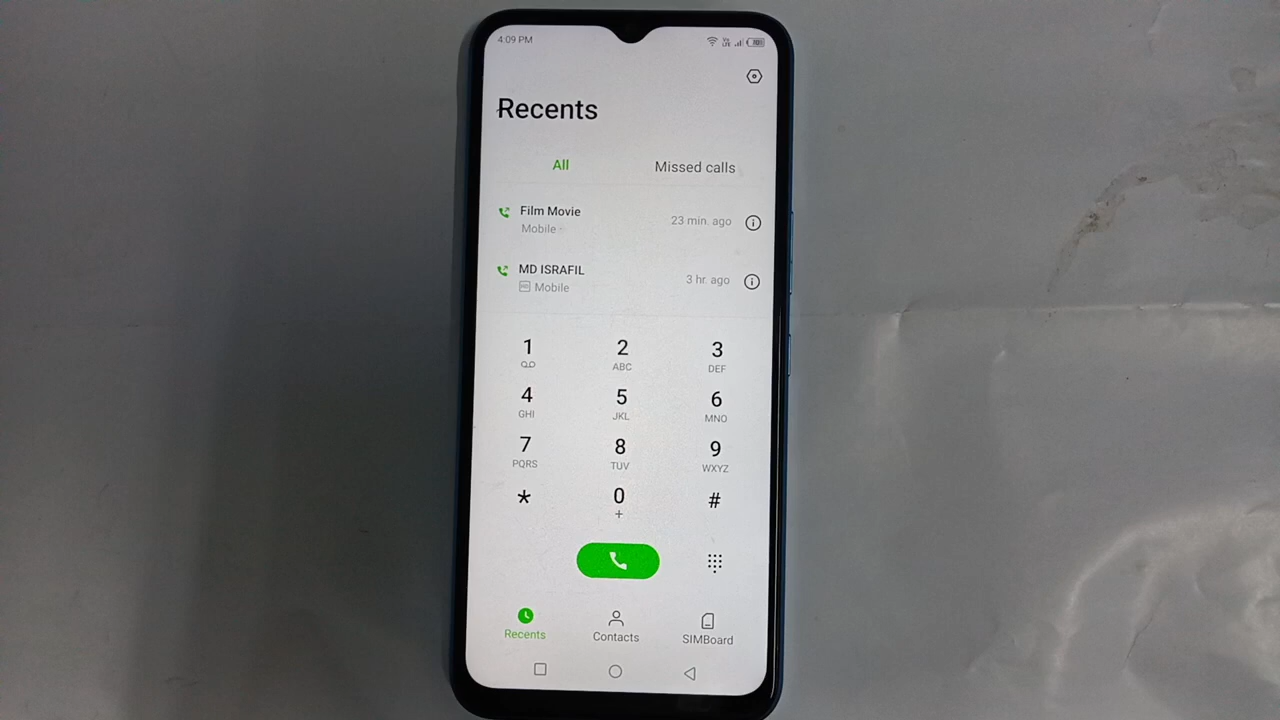 4:09 PM
Recents
All Missed calls
Film Movie
Mobile
23 min. ago
MD ISRAFIL
HD Mobile
3 hr. ago
1 2 3
ABC DEF
4 5 6
GHI JKL MNO
7 8 9
PQRS TUV WXYZ
* 0 #
+
Recents Contacts SIMBoard